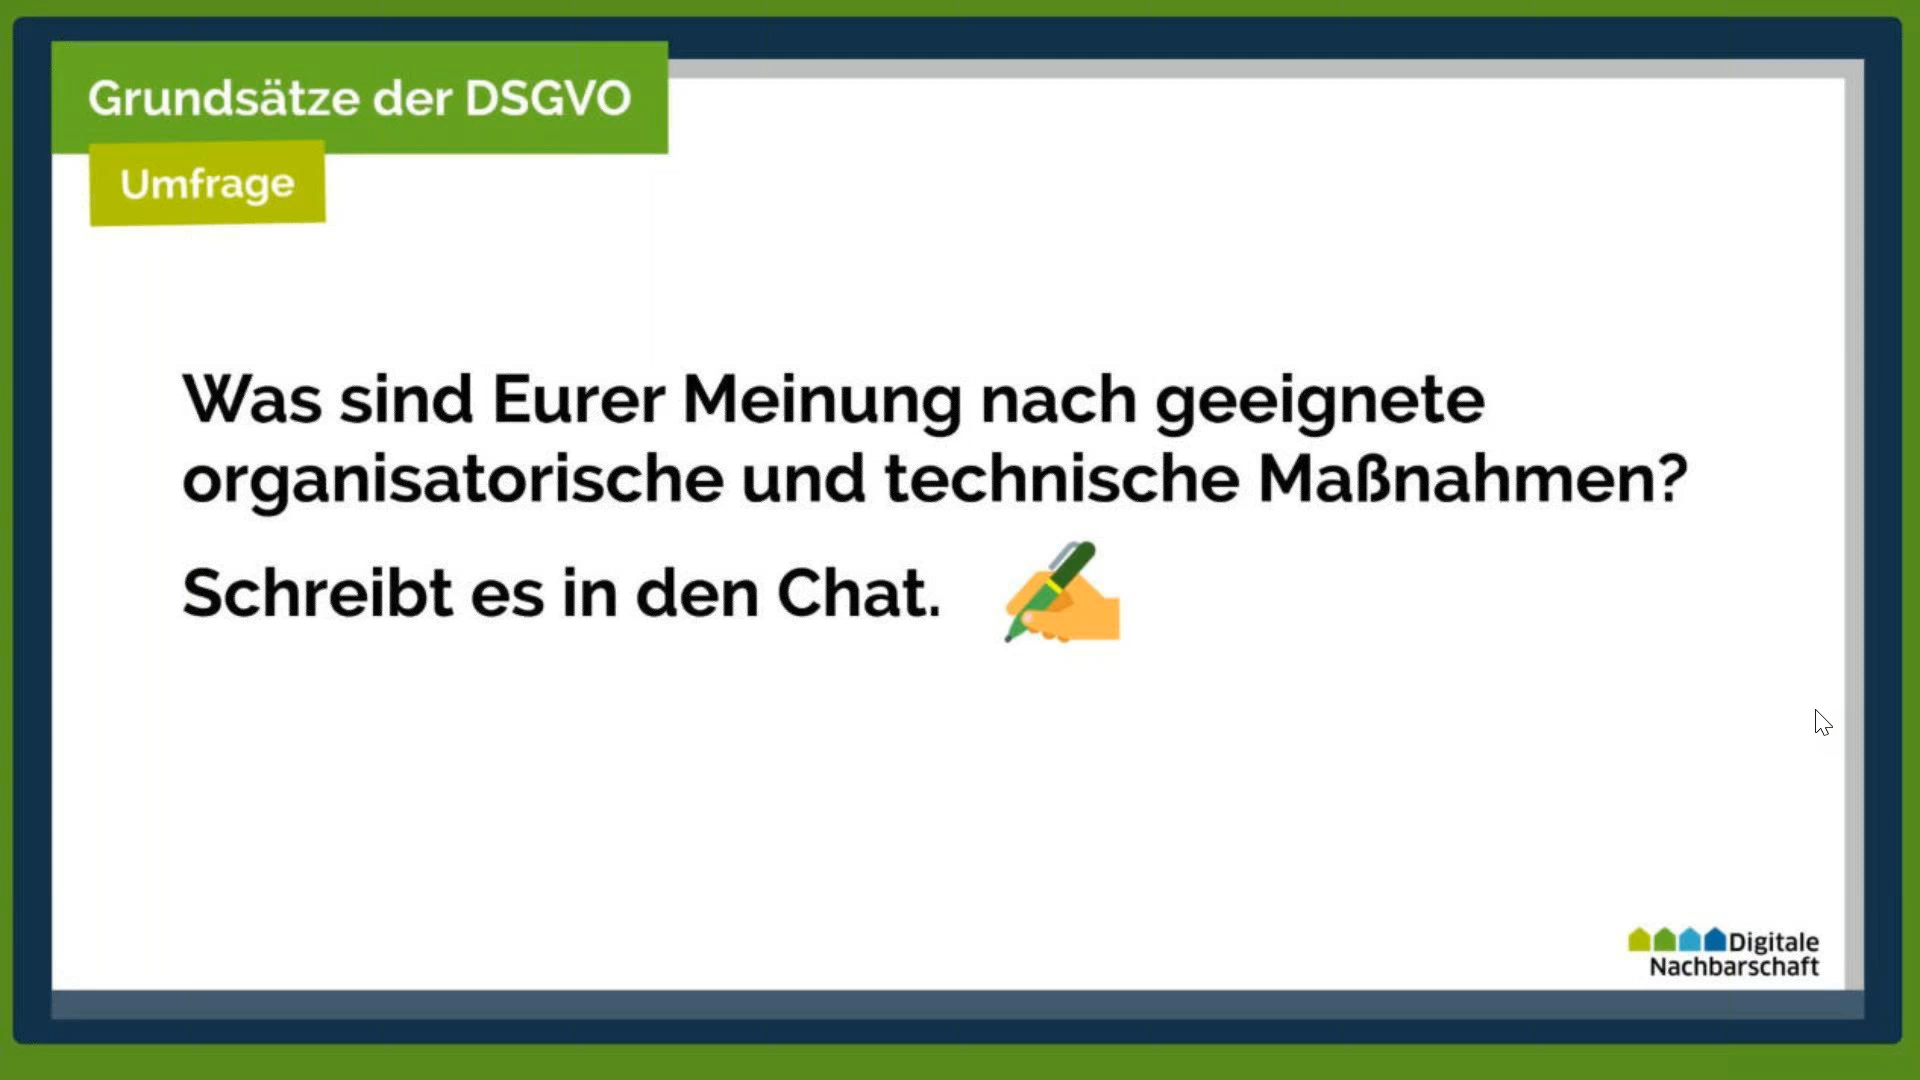 Grundsätze der DSGVO
Umfrage
Was sind Eurer Meinung nach geeignete
organisatorische und technische Maßnahmen?
Schreibt es in den Chat.
Digitale
Nachbarschaft